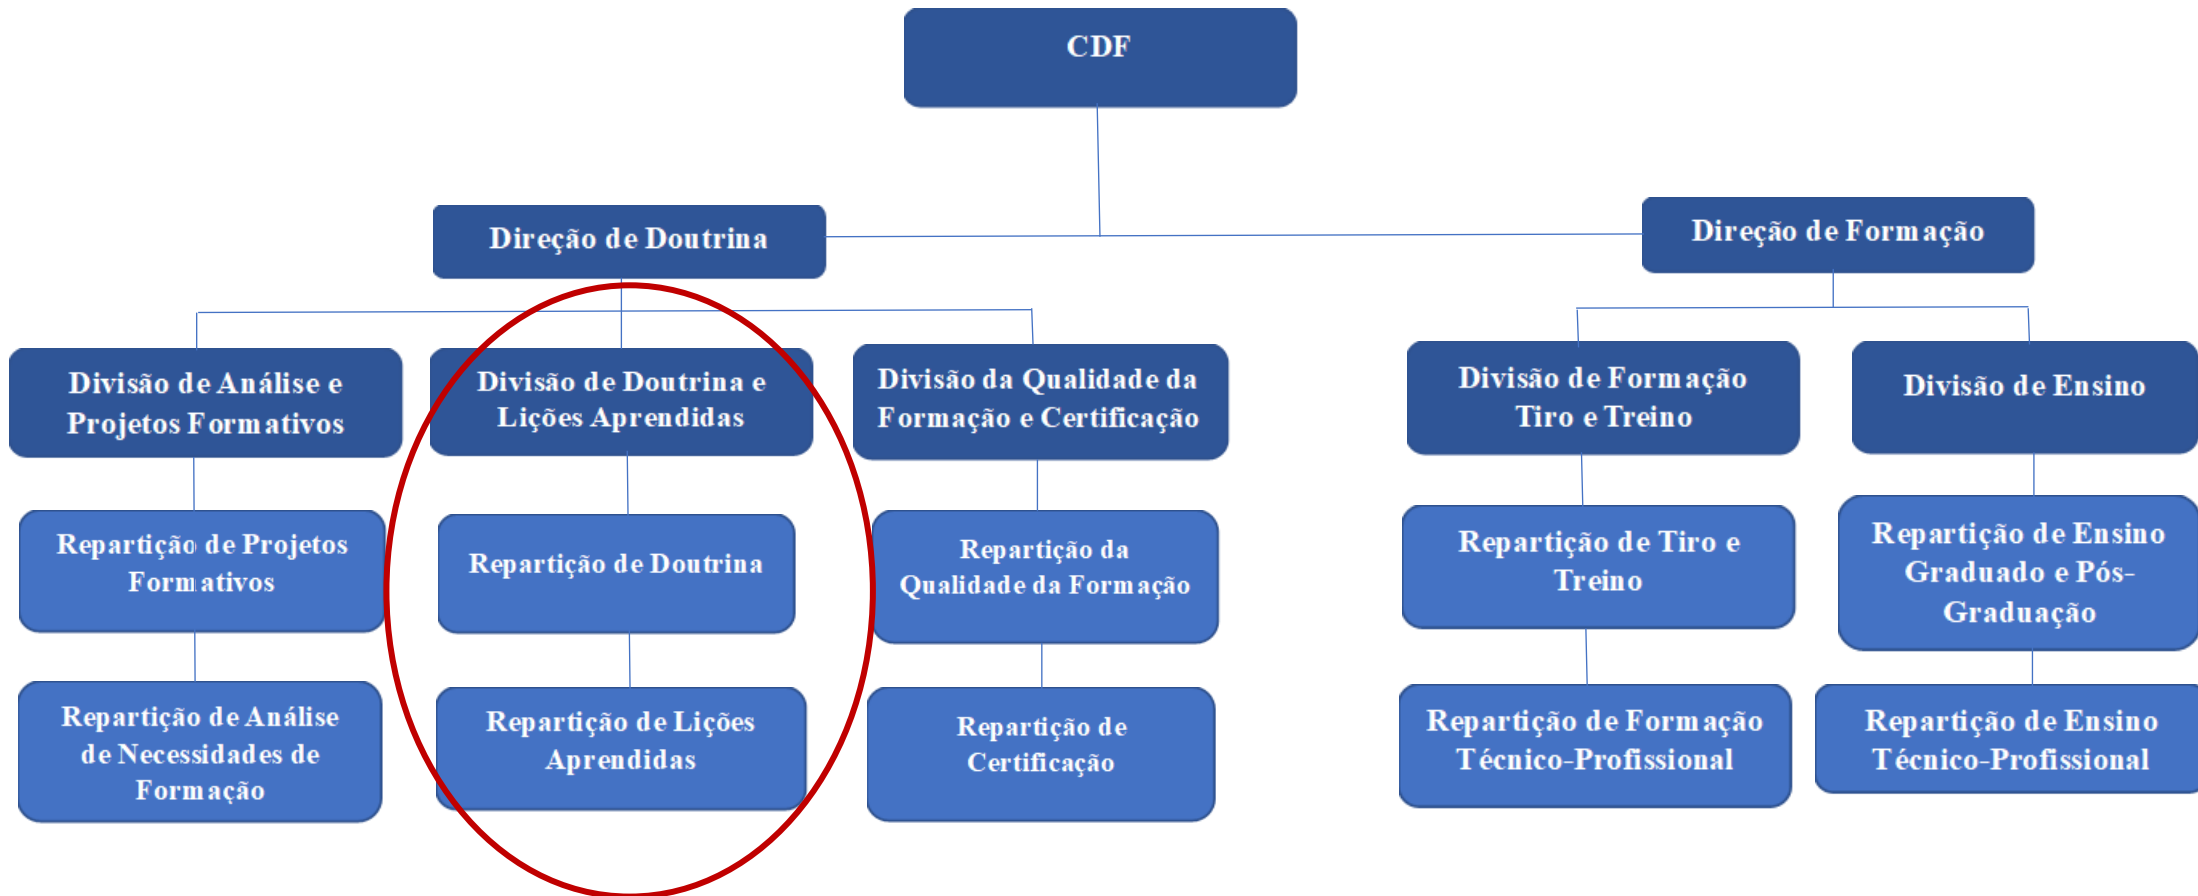 CDF
Direção de Doutrina
Direção de Formação
Divisão de Análise e
Projetos Formativos
Divisão de Doutrina e
Lições Aprendidas
Divisão da Qualidade da
Formação e Certificação
Divisão de Formação
Tiro e Treino
Divisão de Ensino
Repartição de Projetos
Formativos
Repartição de Doutrina
Repartição da
Qualidade da Formação
Repartição de Tiro e
Treino
Repartição de Ensino
Graduado e Pós-
Graduação
Repartição de Análise
de Necessidades de
Formação
Repartição de Lições
Aprendidas
Repartição de
Certificação
Repartição de Formação
Técnico-Profissional
Repartição de Ensino
Técnico-Profissional